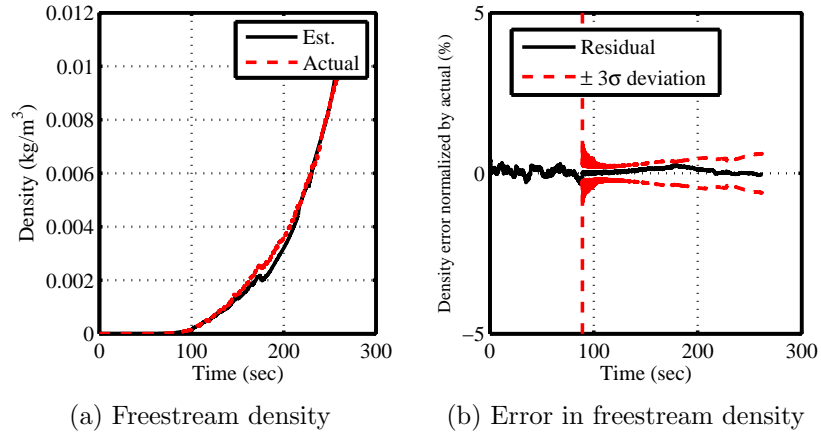 0.012
0.01
0.008
0.006
0.004
0.002
0
Density (kg/m³)
Est.
Actual
0 100 200 300
Time (sec)
(a) Freestream density
5
0
−5
Density error normalized by actual (%)
Residual
± 3σ deviation
0 100 200 300
Time (sec)
(b) Error in freestream density